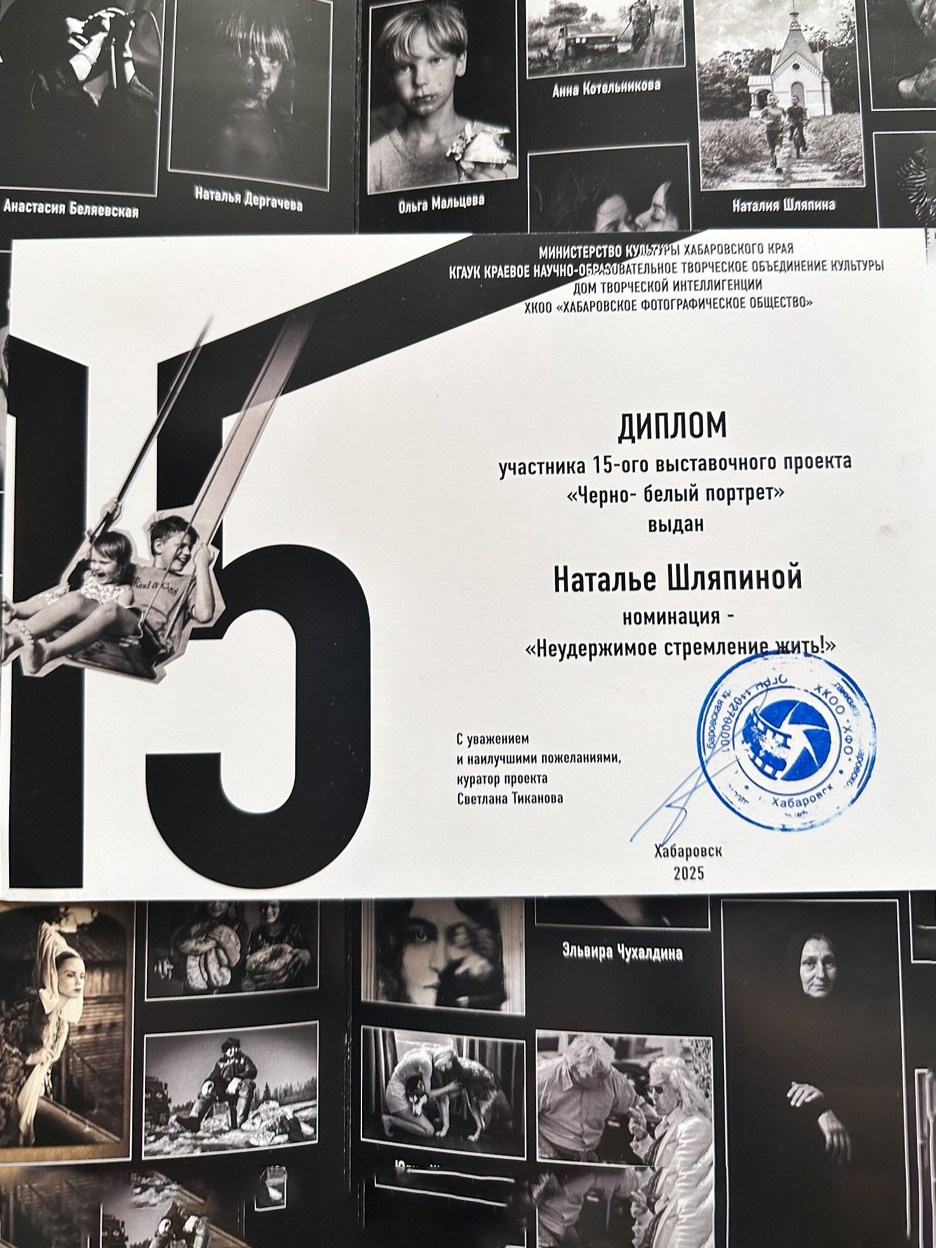 Анна Котельникова
Анастасия Беляевская
Наталья Дергачева
Ольга Мальцева
Наталия Шляпина
МИНИСТЕРСТВО КУЛЬТУРЫ ХАБАРОВСКОГО КРАЯ
КГАУК КРАЕВОЕ НАУЧНО-ОБРАЗОВАТЕЛЬНОЕ ТВОРЧЕСКОЕ ОБЪЕДИНЕНИЕ КУЛЬТУРЫ
ДОМ ТВОРЧЕСКОЙ ИНТЕЛЛИГЕНЦИИ
ХКОО «ХАБАРОВСКОЕ ФОТОГРАФИЧЕСКОЕ ОБЩЕСТВО»
15
ДИПЛОМ
участника 15-ого выставочного проекта
«Черно- белый портрет»
выдан
Наталье Шляпиной
номинация -
«Неудержимое стремление жить!»
С уважением
и наилучшими пожеланиями,
куратор проекта
Светлана Тиканова
ХКОО "ХФО"
Хабаровск
Хабаровск
2025
Эльвира Чухалдина